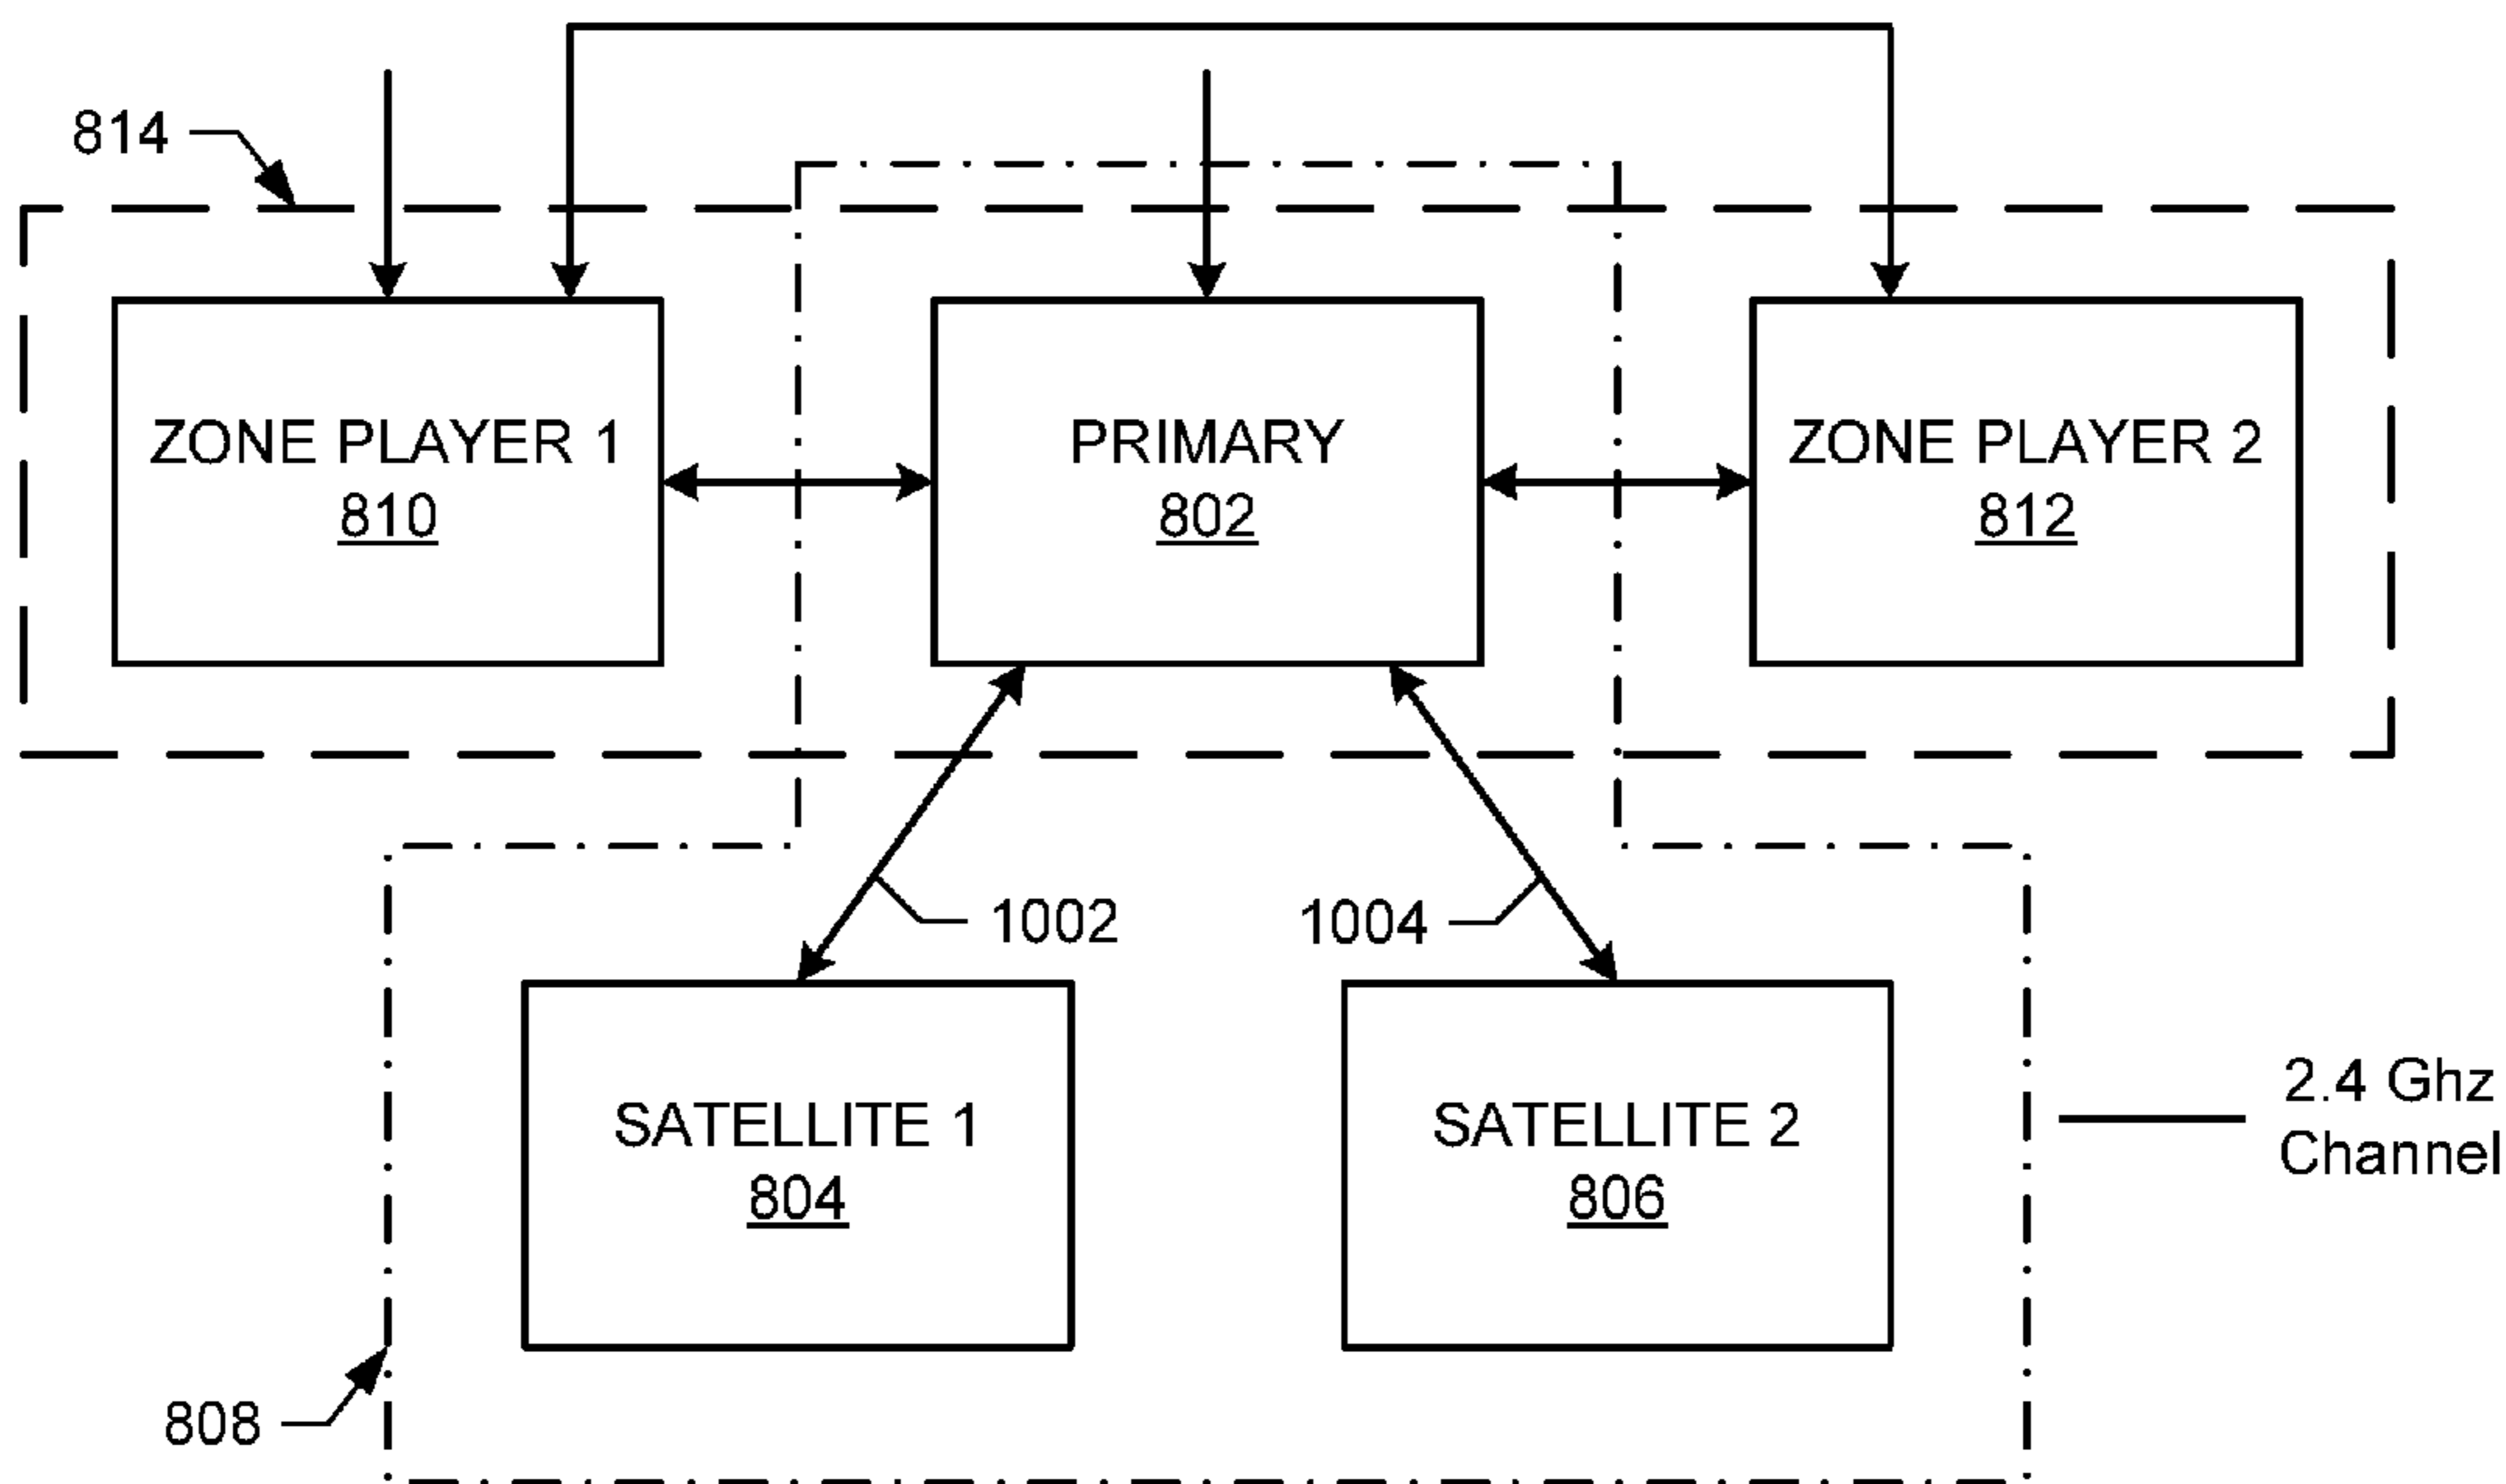 814
ZONE PLAYER 1
810
PRIMARY
802
ZONE PLAYER 2
812
1002
1004
SATELLITE 1
804
SATELLITE 2
806
2.4 Ghz
Channel
808